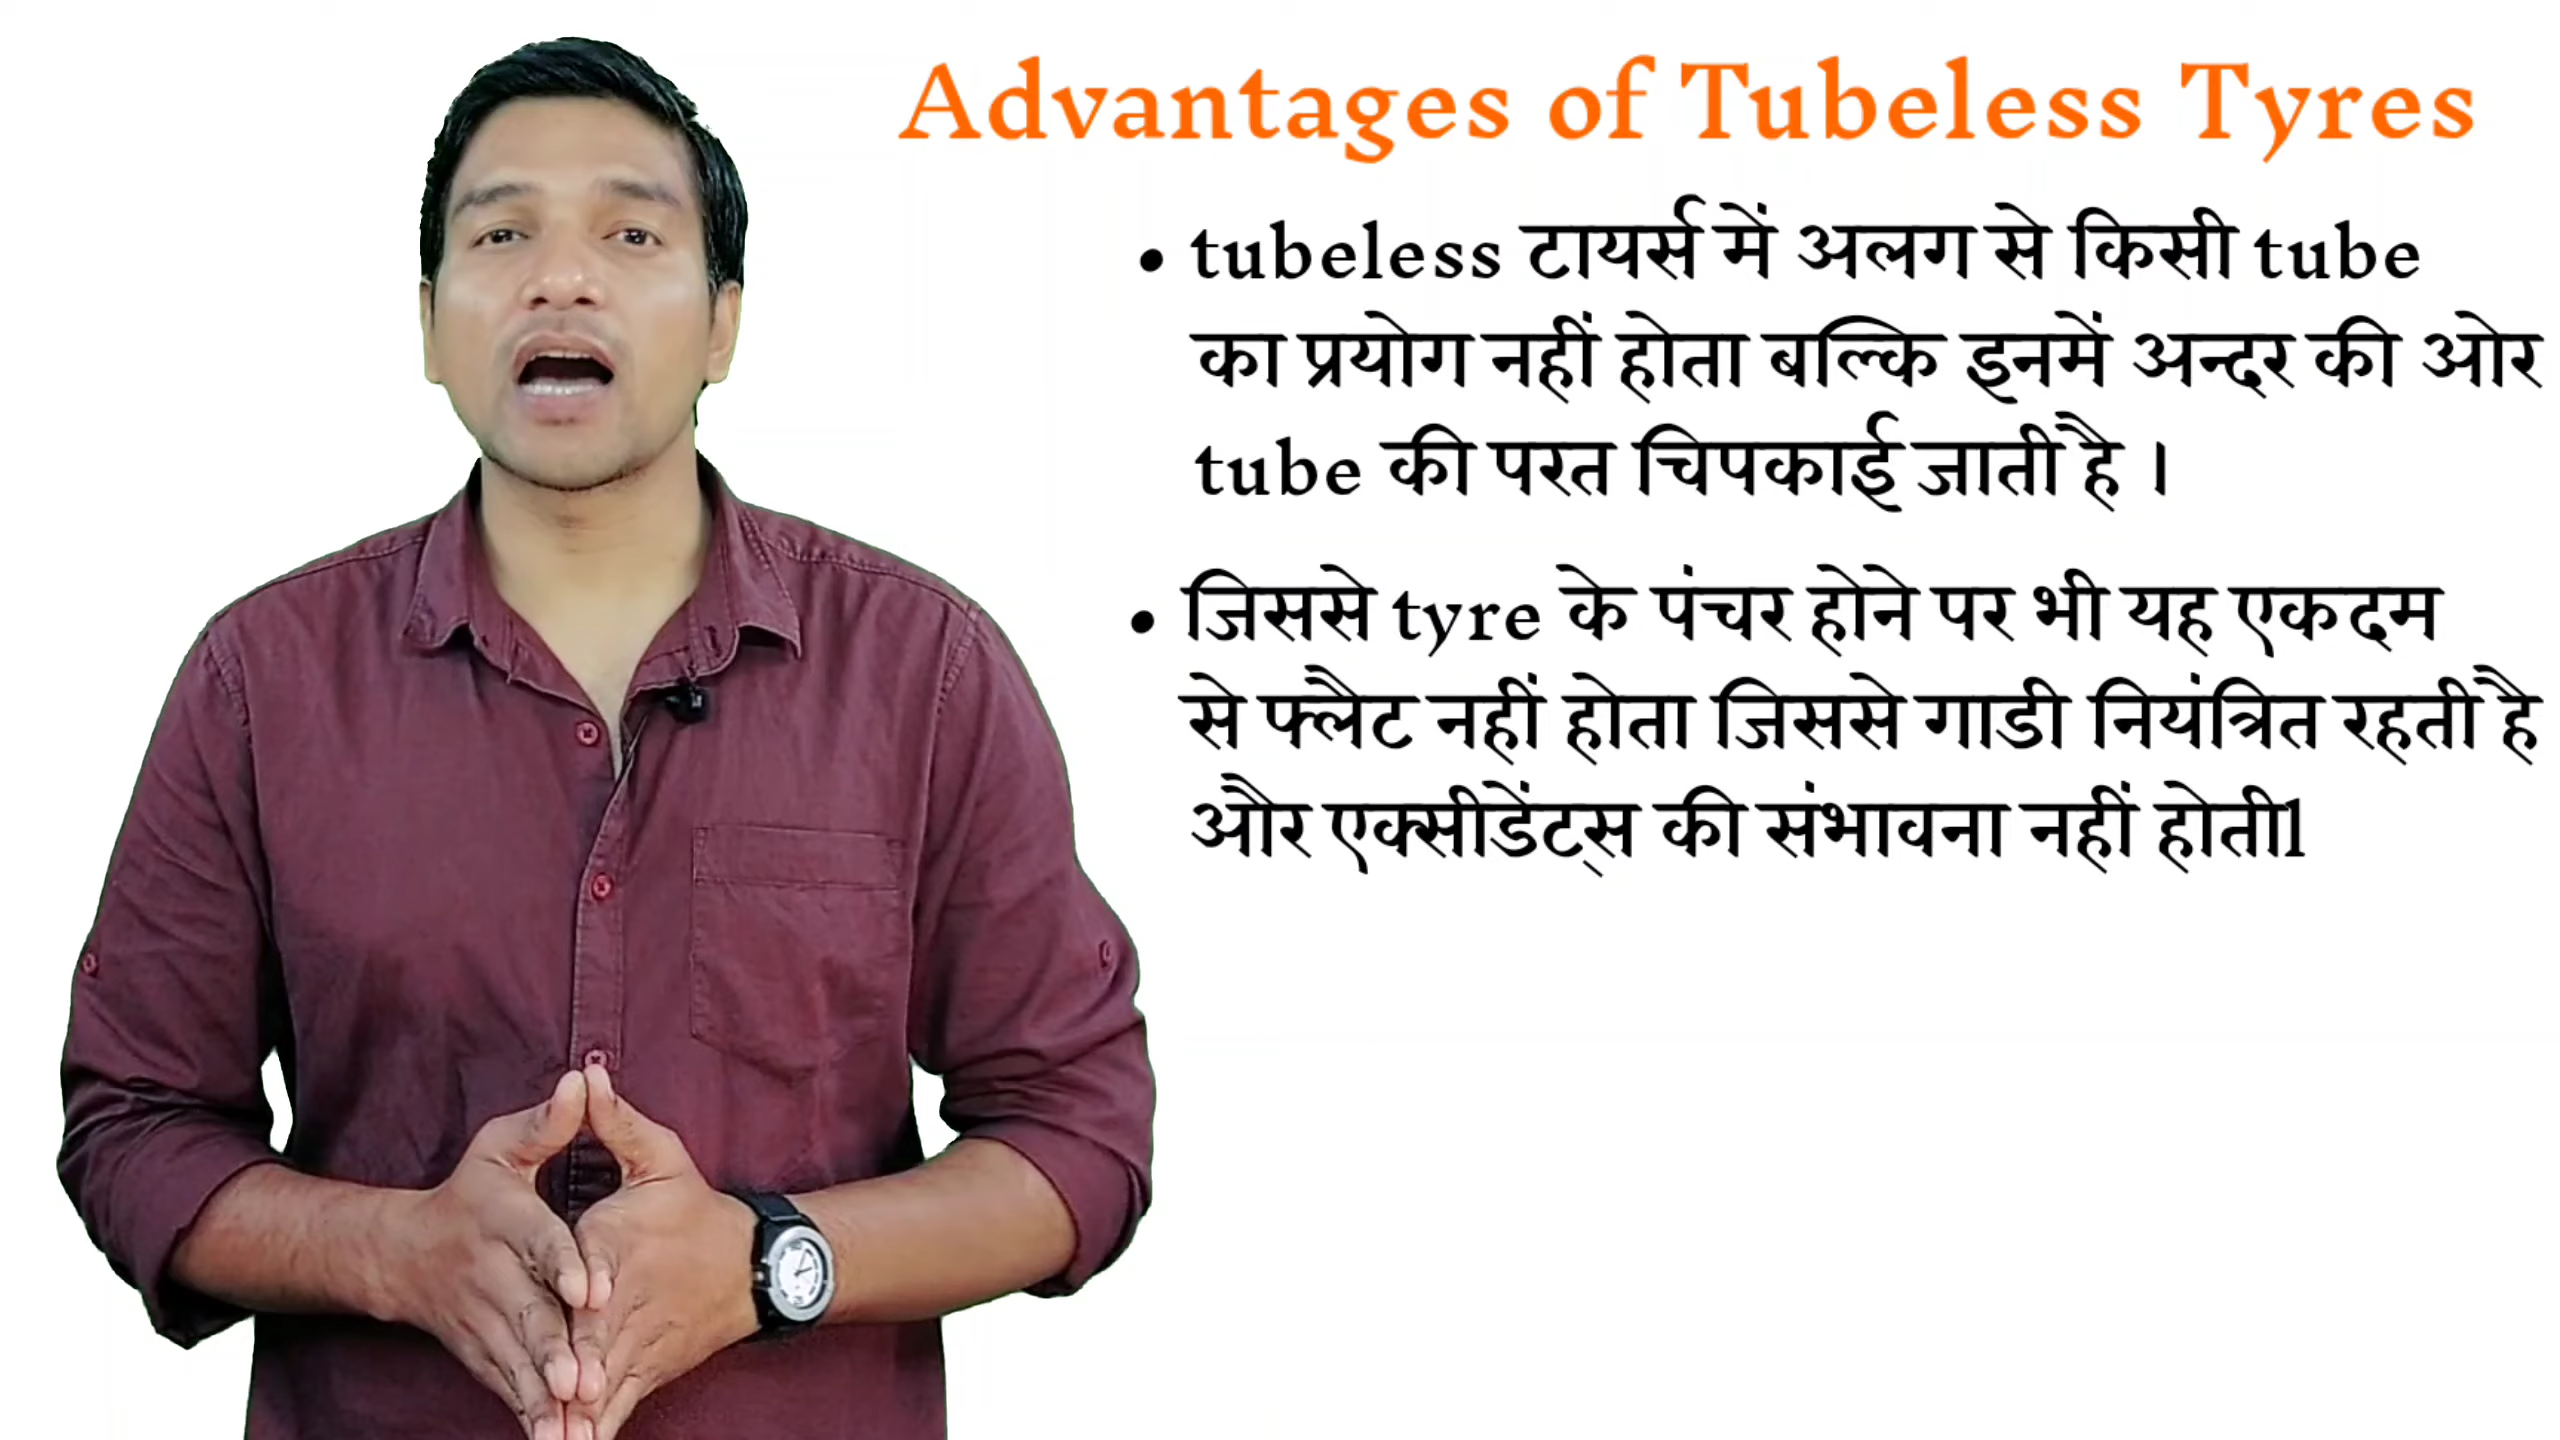 Advantages of Tubeless Tyres
• tubeless टायर्स में अलग से किसी tube
का प्रयोग नहीं होता बल्कि इनमें अन्दर की ओर
tube की परत चिपकाई जाती है ।
• जिससे tyre के पंचर होने पर भी यह एकदम
से फ्लैट नहीं होता जिससे गाडी नियंत्रित रहती है
और एक्सीडेंट्स की संभावना नहीं होती।